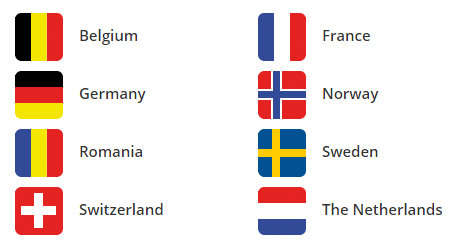 Belgium
France
Germany
Norway
Romania
Sweden
Switzerland
The Netherlands